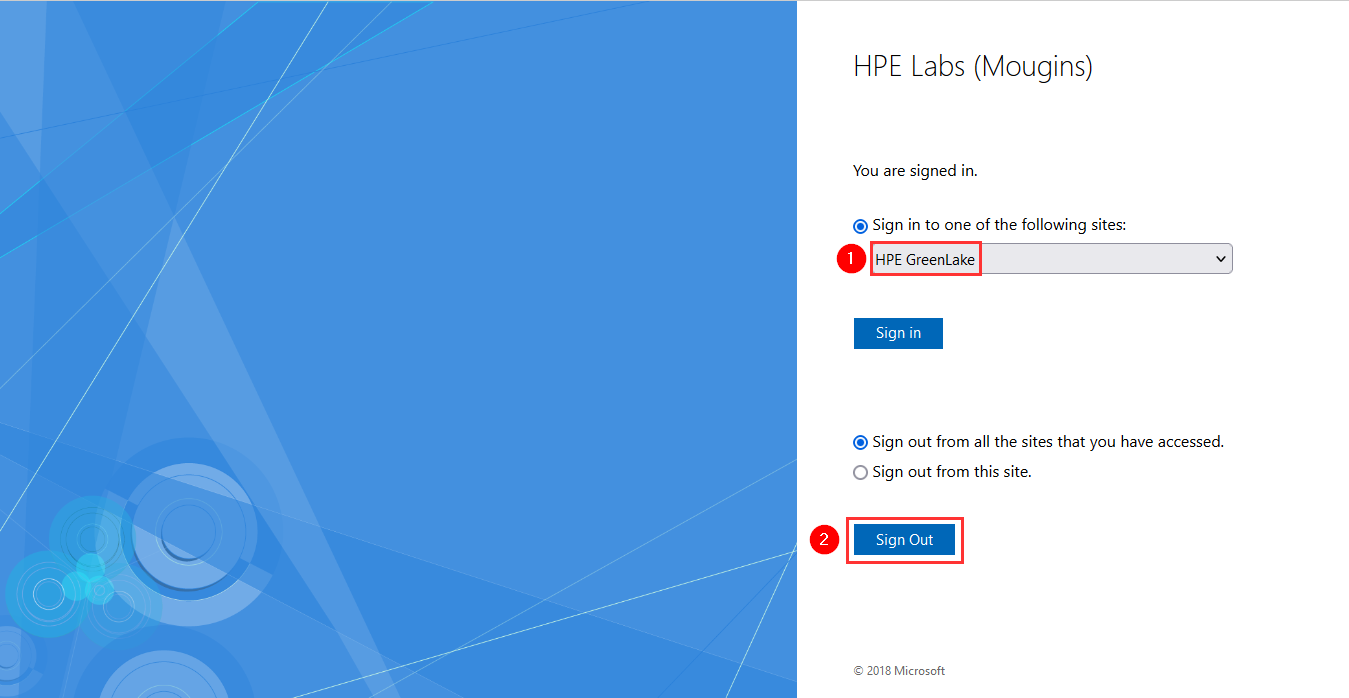 HPE Labs (Mougins)
You are signed in.
Sign in to one of the following sites:
1 HPE GreenLake
Sign in
Sign out from all the sites that you have accessed.
Sign out from this site.
2 Sign Out
© 2018 Microsoft